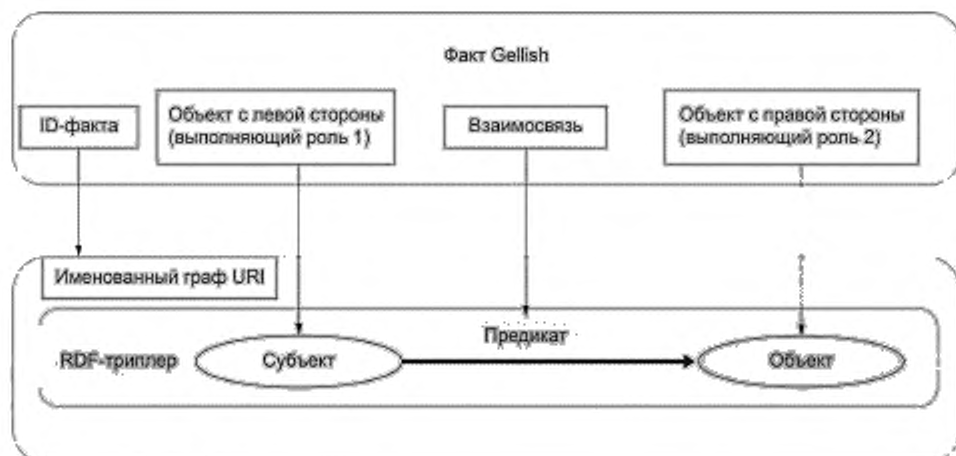 Факт Gellish
ID-факта
Объект с левой стороны
(выполняющий роль 1)
Взаимосвязь
Объект с правой стороны
(выполняющий роль 2)
Именованный граф URI
RDF-триплер
Субъект
Предикат
Объект